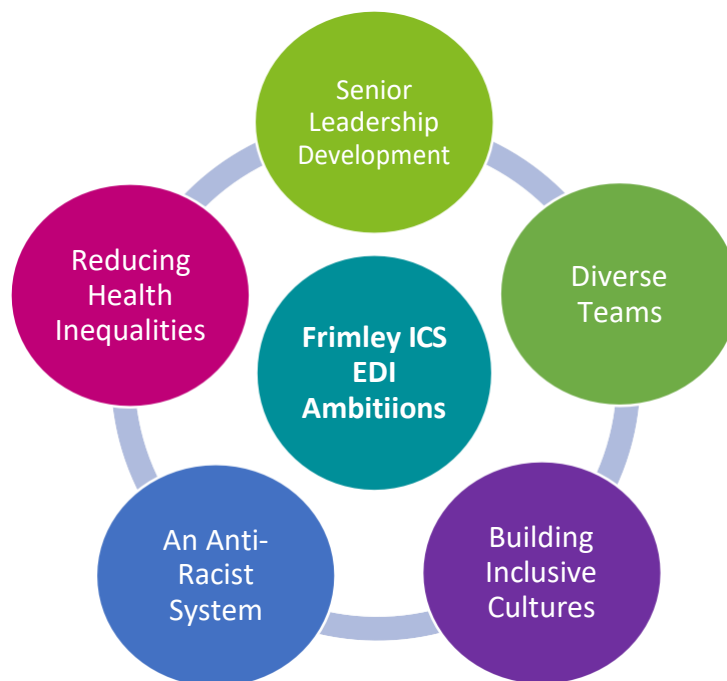 Senior
Leadership
Development
Diverse
Teams
Building
Inclusive
Cultures
An Anti-
Racist
System
Reducing
Health
Inequalities
Frimley ICS
EDI
Ambitiions